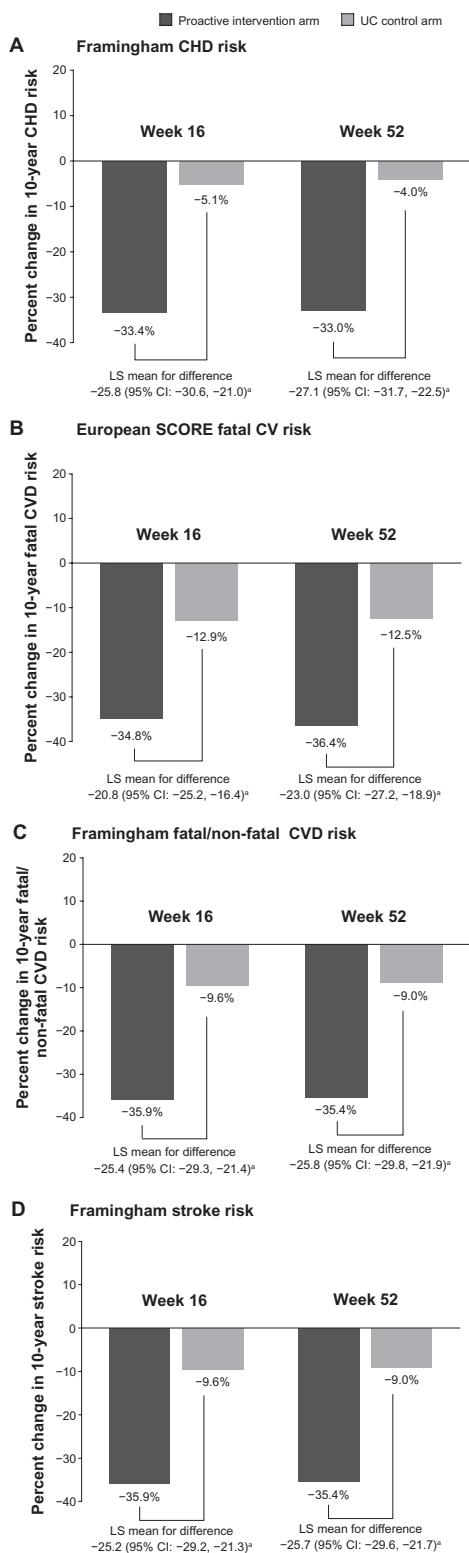 Proactive intervention arm UC control arm
A Framingham CHD risk
Percent change in 10-year CHD risk
20
10
0
−10
−20
−30
−40
Week 16
Week 52
−5.1%
−4.0%
−33.4%
−33.0%
LS mean for difference
−25.8 (95% CI: −30.6, −21.0)ª
LS mean for difference
−27.1 (95% CI: −31.7, −22.5)ª
B European SCORE fatal CV risk
Percent change in 10-year fatal CVD risk
20
10
0
−10
−20
−30
−40
Week 16
Week 52
−12.9%
−12.5%
−34.8%
−36.4%
LS mean for difference
−20.8 (95% CI: −25.2, −16.4)ª
LS mean for difference
−23.0 (95% CI: −27.2, −18.9)ª
C Framingham fatal/non-fatal CVD risk
Percent change in 10-year fatal/
non-fatal CVD risk
20
10
0
−10
−20
−30
−40
Week 16
Week 52
−9.6%
−9.0%
−35.9%
−35.4%
LS mean for difference
−25.4 (95% CI: −29.3, −21.4)ª
LS mean for difference
−25.8 (95% CI: −29.8, −21.9)ª
D Framingham stroke risk
Percent change in 10-year stroke risk
20
10
0
−10
−20
−30
−40
Week 16
Week 52
−9.6%
−9.0%
−35.9%
−35.4%
LS mean for difference
−25.2 (95% CI: −29.2, −21.3)ª
LS mean for difference
−25.7 (95% CI: −29.6, −21.7)ª